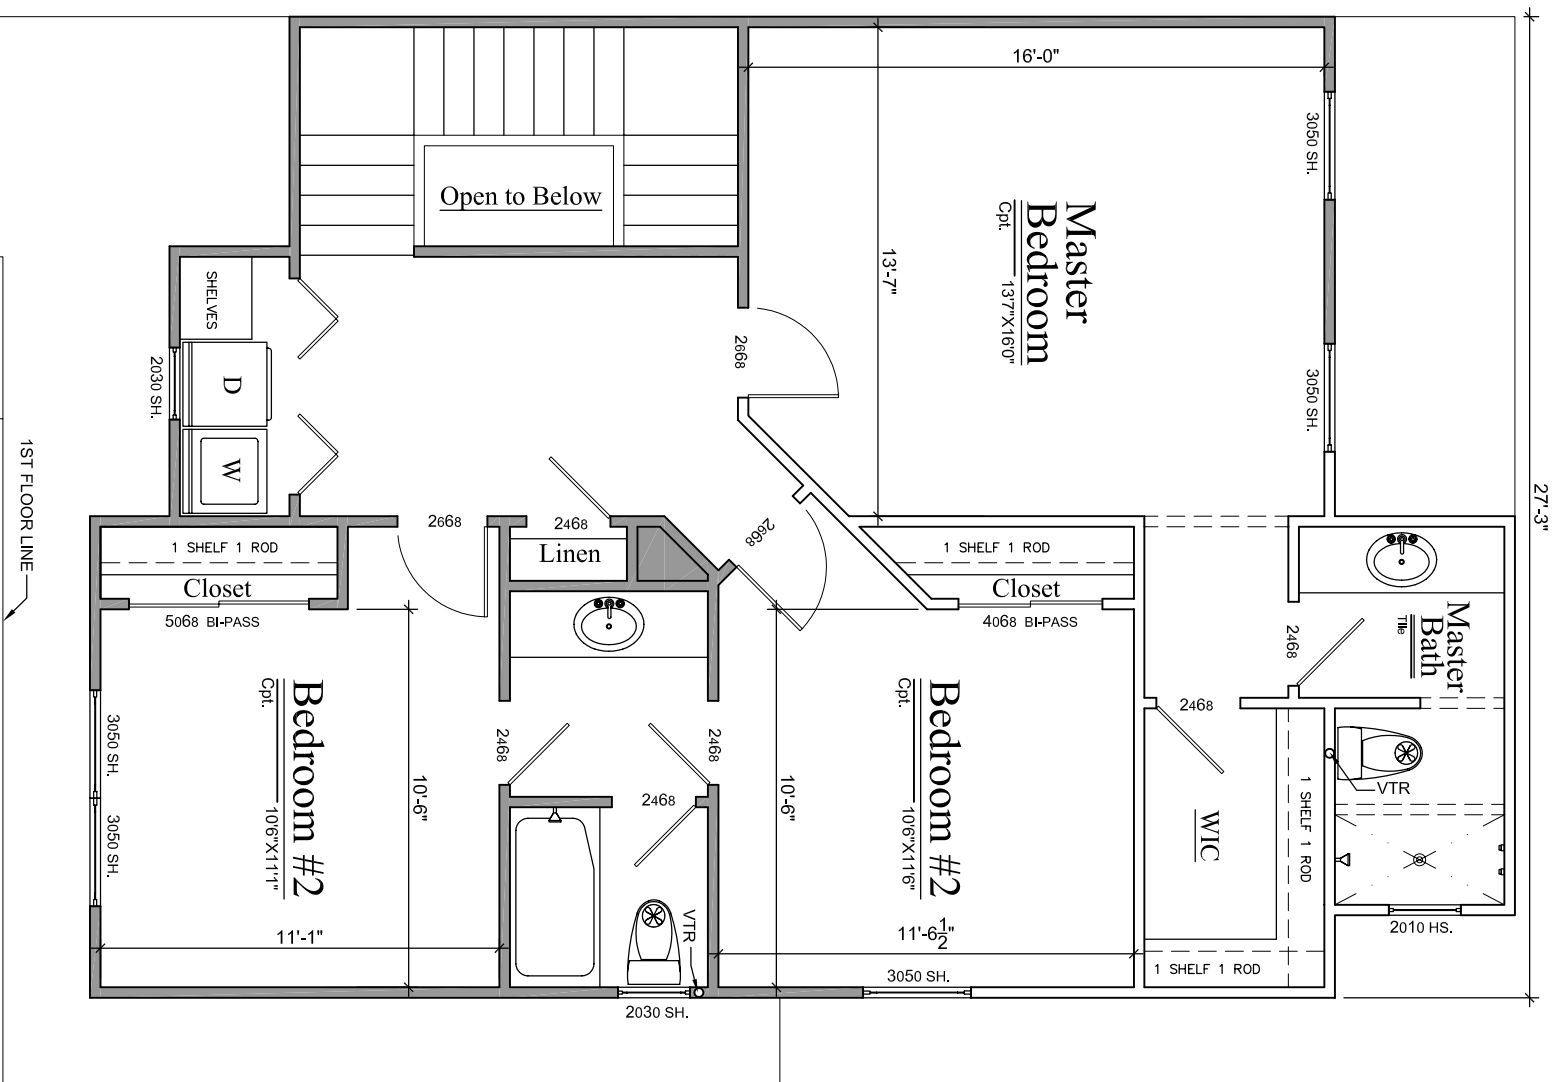 16'-0"
27'-3"
3050 SH.
Open to Below
Master
Bedroom
Cpt.
13'7"X16'0"
13'-7"
SHELVES
2668
2030 SH.
D
3050 SH.
W
1ST FLOOR LINE
2668
2468
Linen
2668
1 SHELF 1 ROD
Closet
5068 BI-PASS
1 SHELF 1 ROD
Closet
4068 BI-PASS
2468
Master
Bath
Tile
Bedroom #2
Cpt.
10'6"X11'1"
3050 SH.
3050 SH.
10'-6"
2468
2468
2468
10'-6"
Bedroom #2
Cpt.
10'6"X11'6"
2468
WIC
1 SHELF 1 ROD
VTR
11'-1"
VTR
11'-6 1/2"
3050 SH.
1 SHELF 1 ROD
2010 HS.
2030 SH.